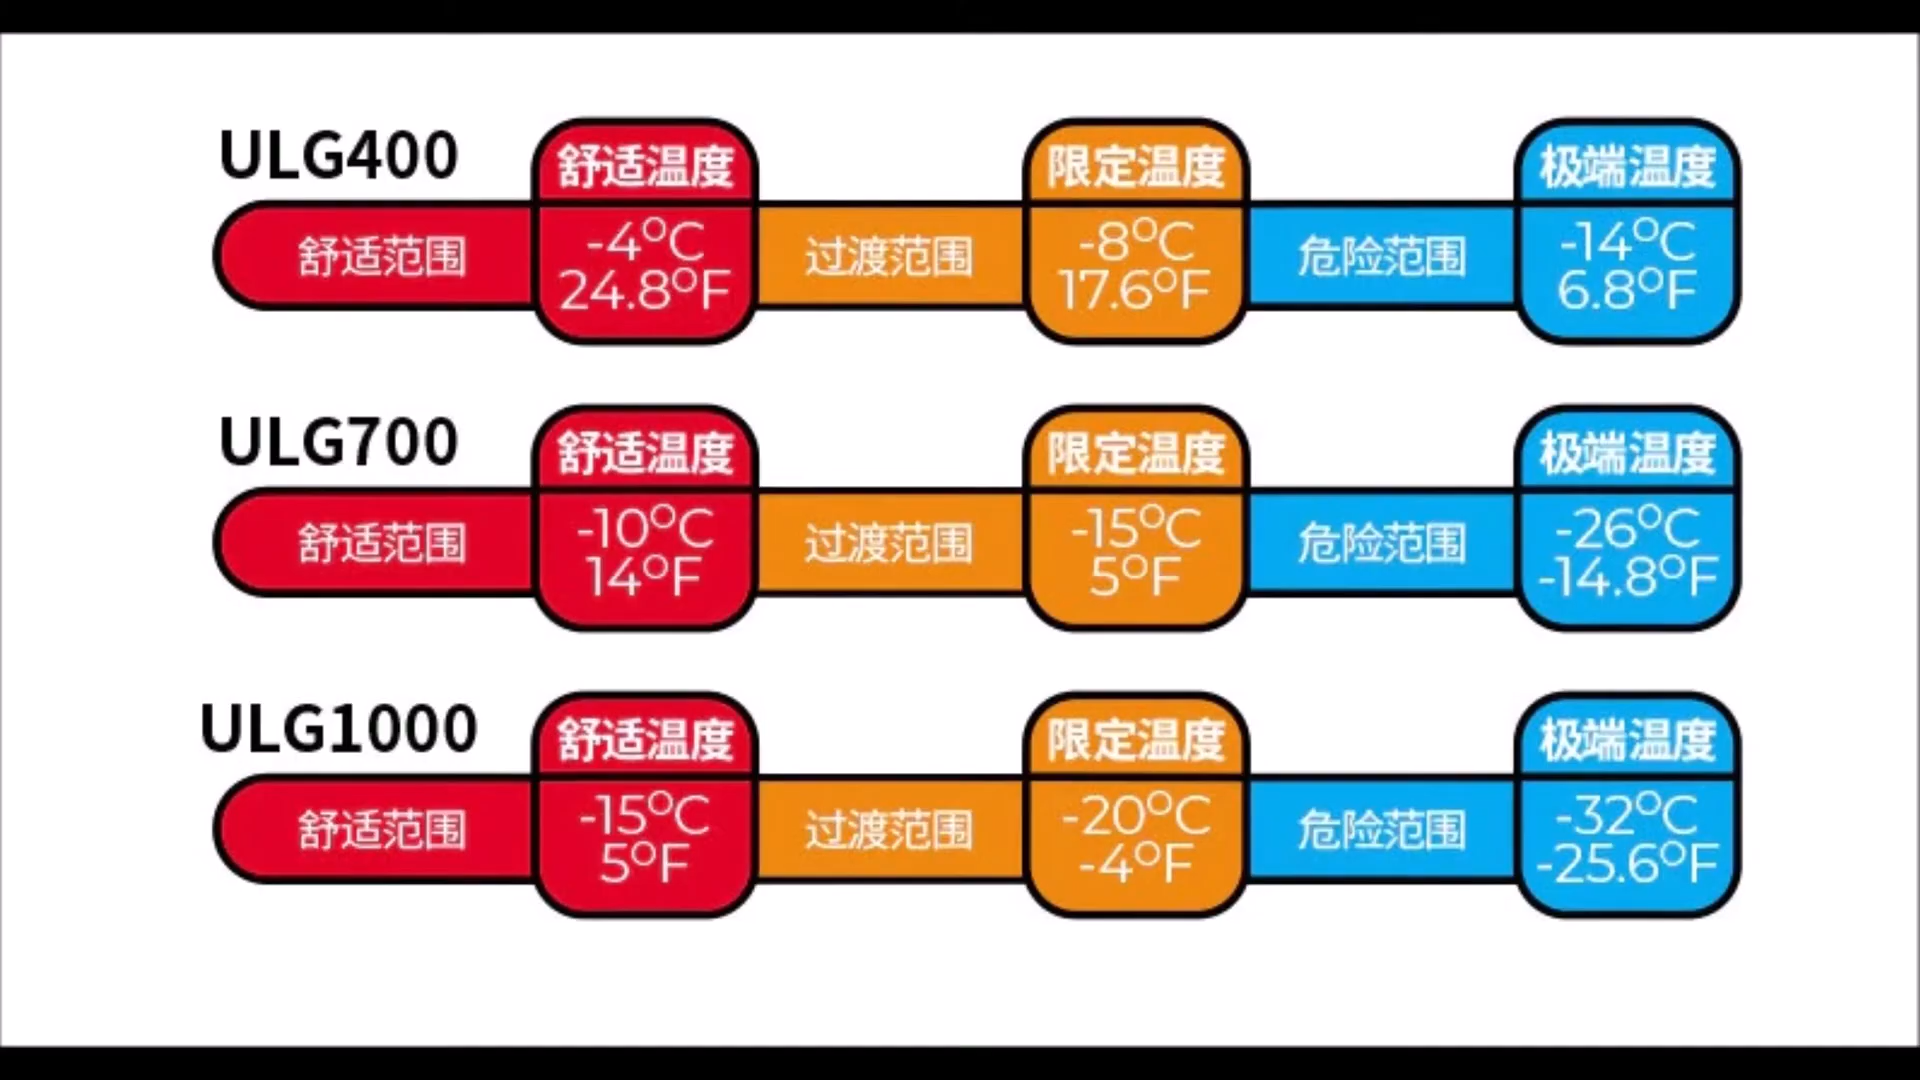 ULG400
舒适温度
限定温度
极端温度
舒适范围
-4°C
24.8°F
过渡范围
-8°C
17.6°F
危险范围
-14°C
6.8°F
ULG700
舒适温度
限定温度
极端温度
舒适范围
-10°C
14°F
过渡范围
-15°C
5°F
危险范围
-26°C
-14.8°F
ULG1000
舒适温度
限定温度
极端温度
舒适范围
-15°C
5°F
过渡范围
-20°C
-4°F
危险范围
-32°C
-25.6°F